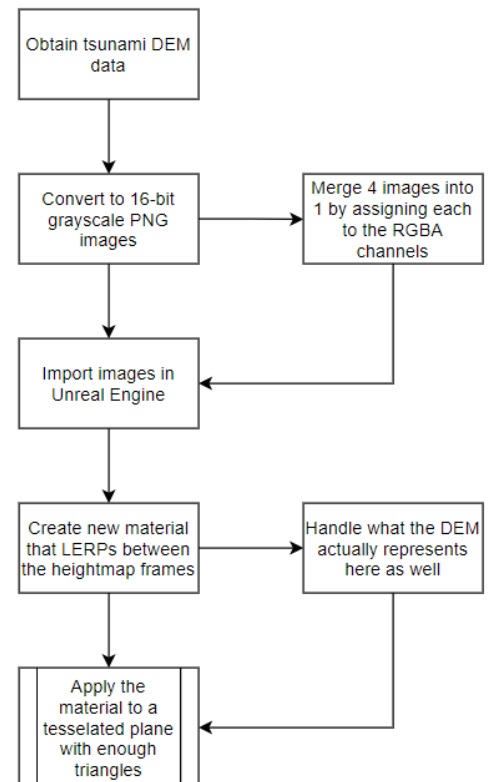 Obtain tsunami DEM
data
Convert to 16-bit
grayscale PNG
images
Merge 4 images into
1 by assigning each
to the RGBA
channels
Import images in
Unreal Engine
Create new material
that LERPs between
the heightmap frames
Handle what the DEM
actually represents
here as well
Apply the
material to a
tesselated plane
with enough
triangles